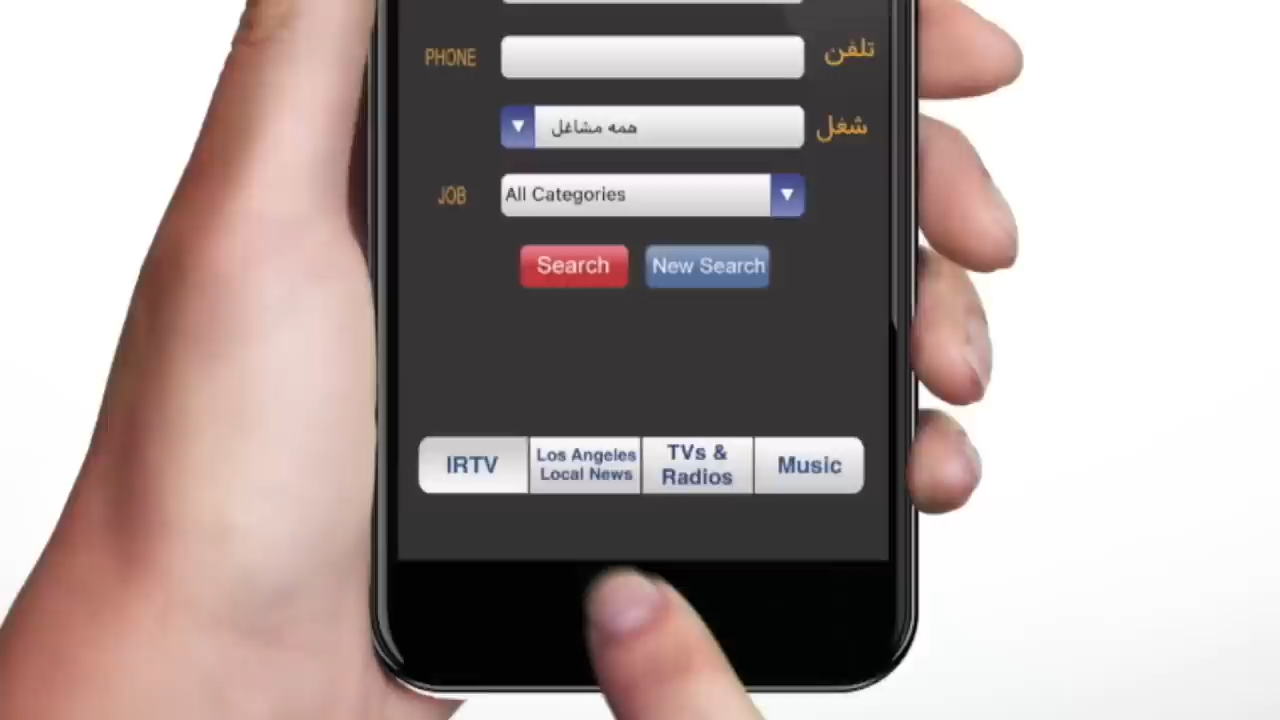 PHONE تلفن
همه مشاغل شغل
JOB All Categories
Search New Search
IRTV Los Angeles Local News TVs & Radios Music